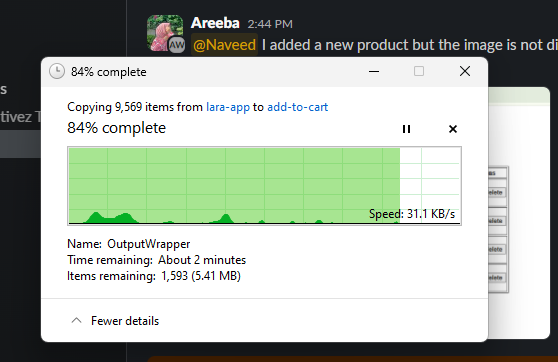 Areeba 2:44 PM
@Naveed I added a new product but the image is not di
AW
s
tivez T
84% complete
Copying 9,569 items from lara-app to add-to-cart
84% complete
Speed: 31.1 KB/s
Name: OutputWrapper
Time remaining: About 2 minutes
Items remaining: 1,593 (5.41 MB)
Fewer details